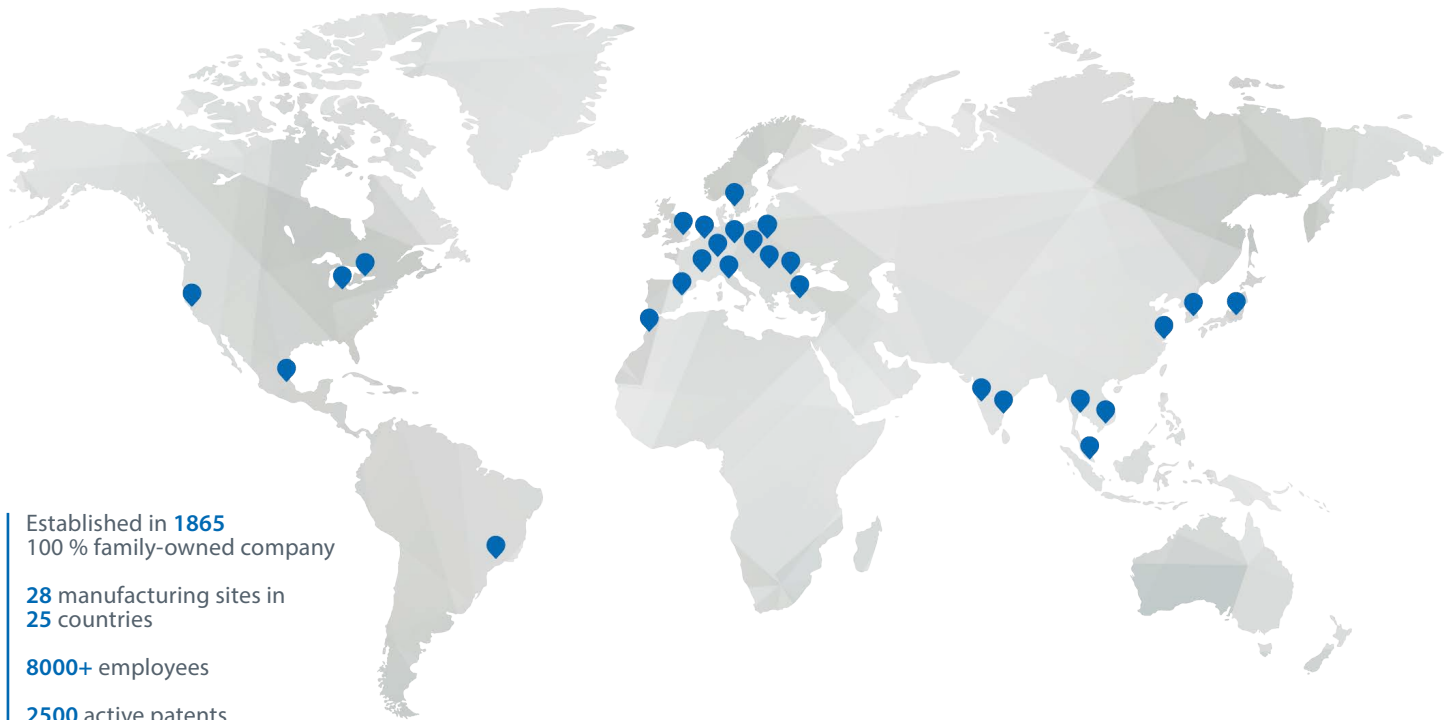 Established in 1865
100 % family-owned company
28 manufacturing sites in
25 countries
8000+ employees
2500 active patents